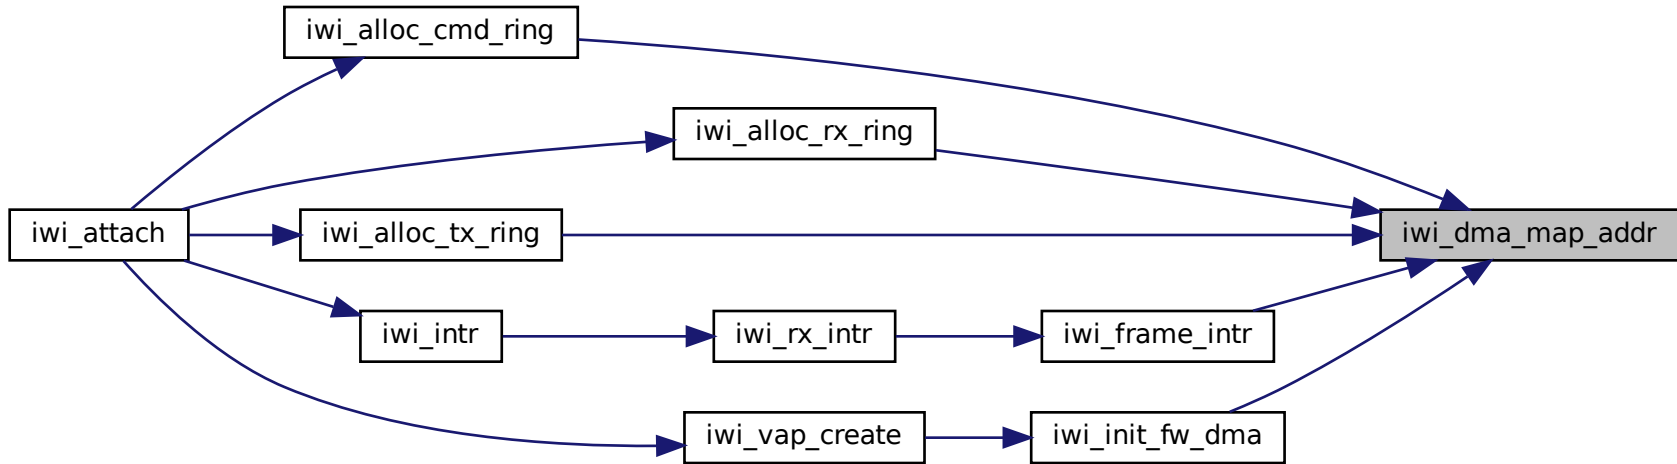 iwi_alloc_cmd_ring
iwi_alloc_rx_ring
iwi_attach
iwi_alloc_tx_ring
iwi_dma_map_addr
iwi_intr
iwi_rx_intr
iwi_frame_intr
iwi_vap_create
iwi_init_fw_dma